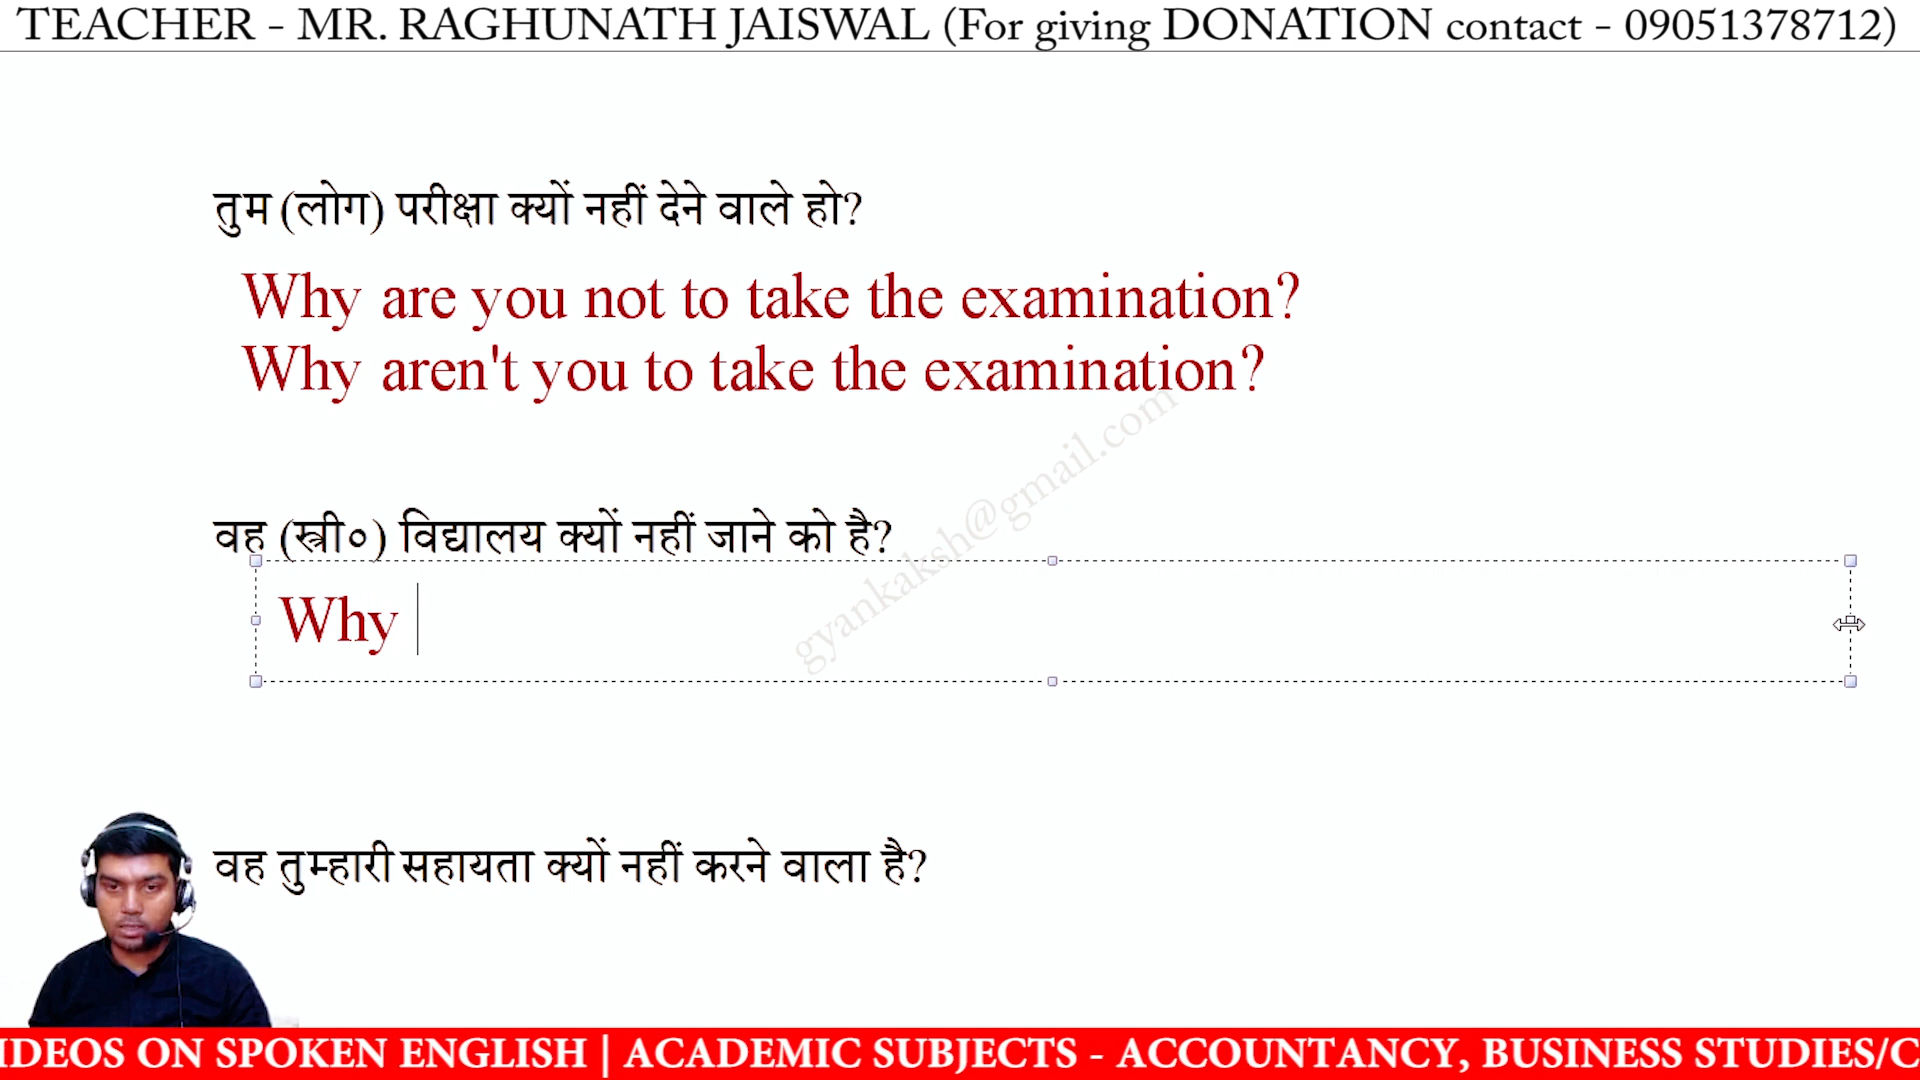 TEACHER - MR. RAGHUNATH JAISWAL (For giving DONATION contact - 09051378712)
तुम (लोग) परीक्षा क्यों नहीं देने वाले हो?
Why are you not to take the examination?
Why aren't you to take the examination?
gyankaksh@gmail.com
वह (स्त्री०) विद्यालय क्यों नहीं जाने को है?
Why
वह तुम्हारी सहायता क्यों नहीं करने वाला है?
IDEOS ON SPOKEN ENGLISH | ACADEMIC SUBJECTS - ACCOUNTANCY, BUSINESS STUDIES/C